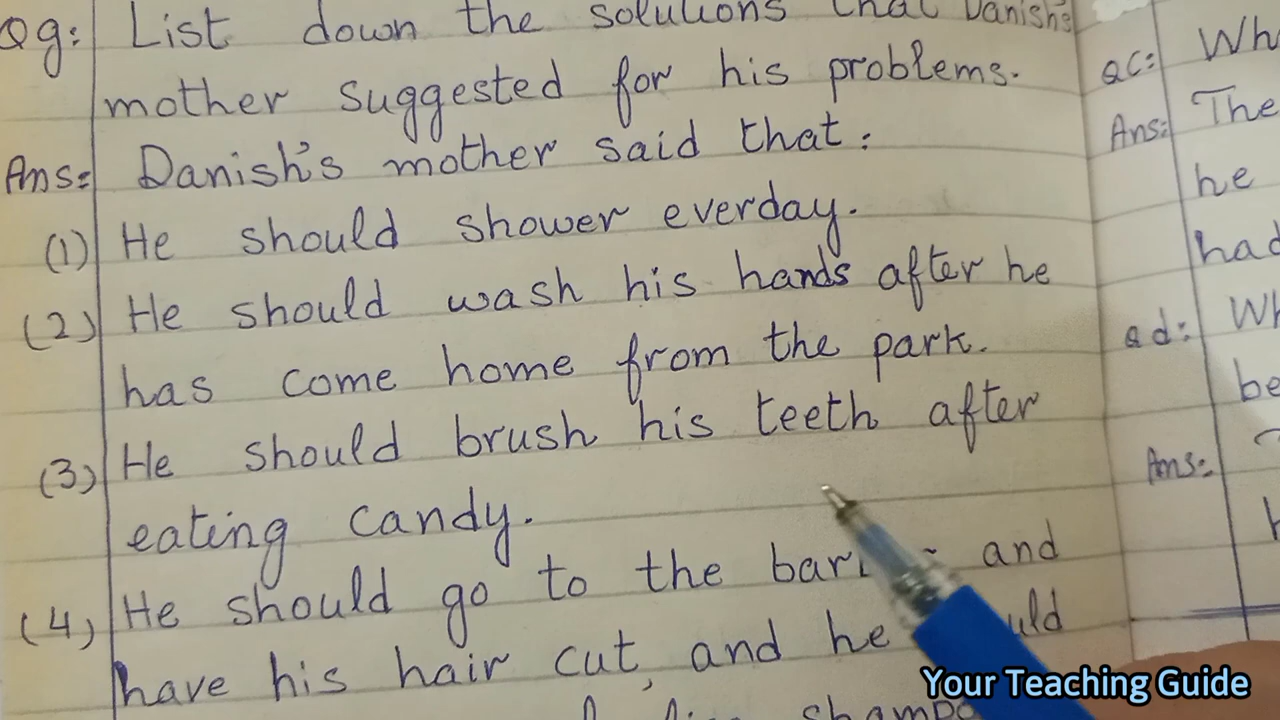 Qg: List down the solutions that Danish's
mother suggested for his problems.
Ans: Danish's mother said that:
(1) He should shower everday.
(2) He should wash his hands after he
has come home from the park.
(3) He should brush his teeth after
eating candy.
(4) He should go to the and
have his hair cut, and he
Qc: Wh
Ans: The
he
had
Qd: Wh
be
Ans:
Your Teaching Guide